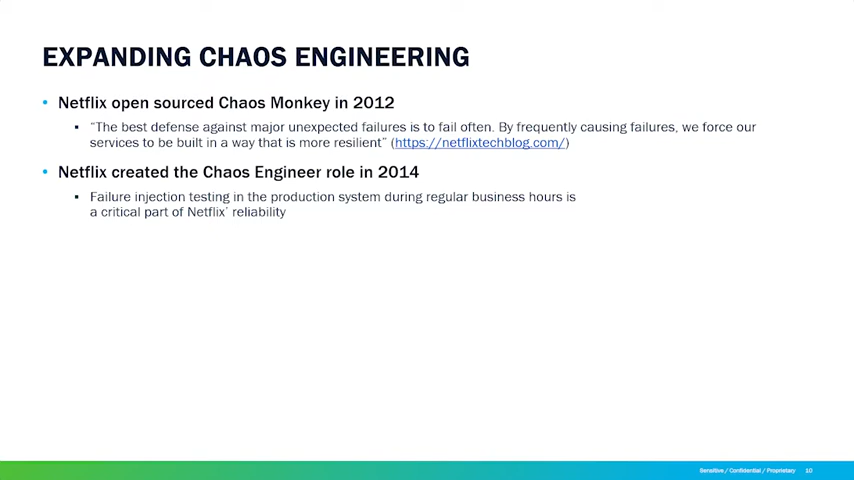 EXPANDING CHAOS ENGINEERING
• Netflix open sourced Chaos Monkey in 2012
▪ “The best defense against major unexpected failures is to fail often. By frequently causing failures, we force our
services to be built in a way that is more resilient” (https://netflixtechblog.com/)
• Netflix created the Chaos Engineer role in 2014
▪ Failure injection testing in the production system during regular business hours is
a critical part of Netflix’ reliability
Sensitive / Confidential / Proprietary 10